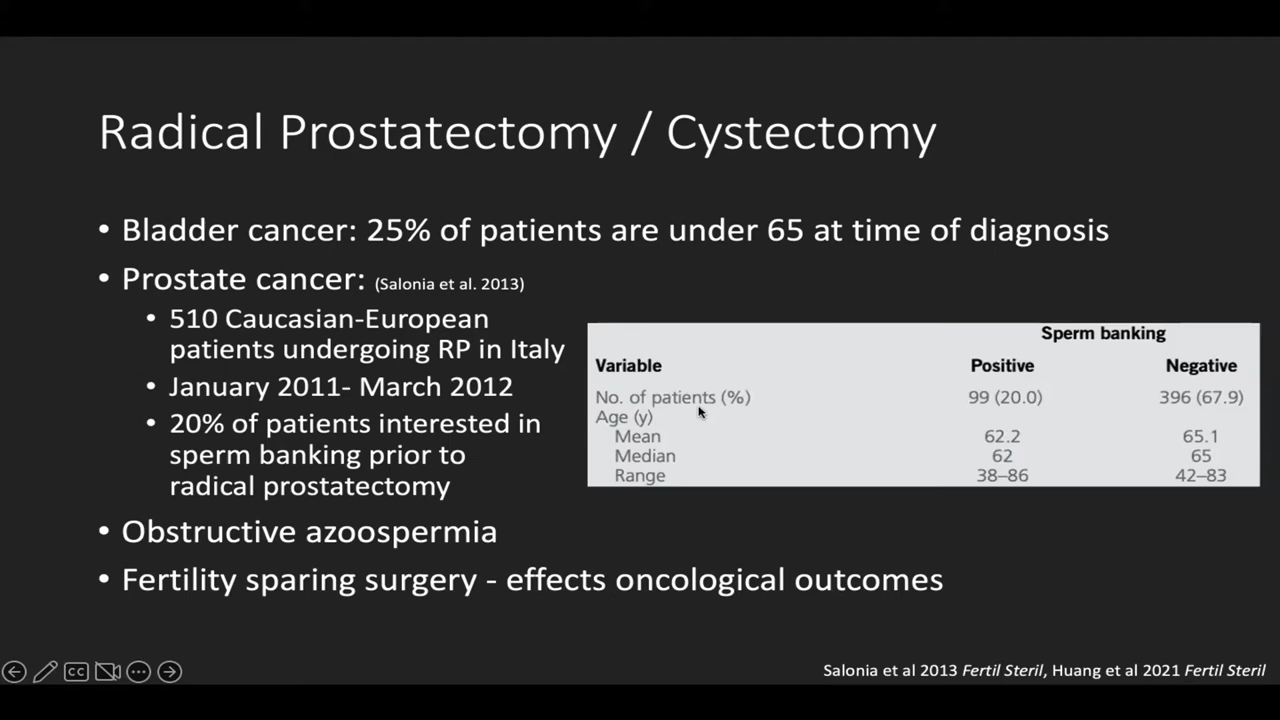 Radical Prostatectomy / Cystectomy
• Bladder cancer: 25% of patients are under 65 at time of diagnosis
• Prostate cancer: (Salonia et al. 2013)
• 510 Caucasian-European
patients undergoing RP in Italy
• January 2011- March 2012
• 20% of patients interested in
sperm banking prior to
radical prostatectomy
• Obstructive azoospermia
• Fertility sparing surgery - effects oncological outcomes
Sperm banking
Variable Positive Negative
No. of patients (%) 99 (20.0) 396 (67.9)
Age (y)
Mean 62.2 65.1
Median 62 65
Range 38–86 42–83
CC
Salonia et al 2013 Fertil Steril, Huang et al 2021 Fertil Steril